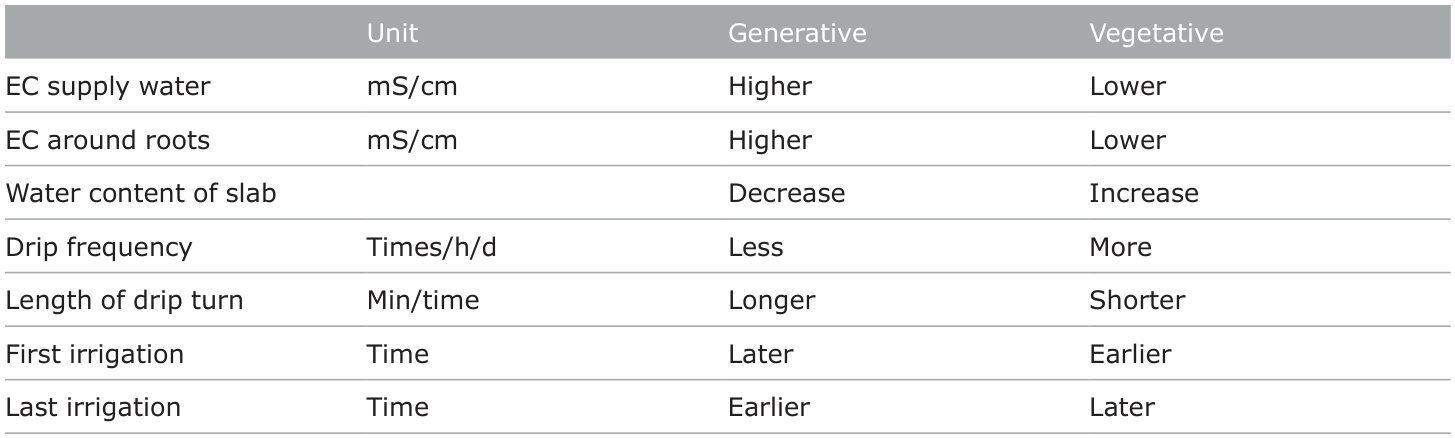 Unit Generative Vegetative
EC supply water mS/cm Higher Lower
EC around roots mS/cm Higher Lower
Water content of slab Decrease Increase
Drip frequency Times/h/d Less More
Length of drip turn Min/time Longer Shorter
First irrigation Time Later Earlier
Last irrigation Time Earlier Later